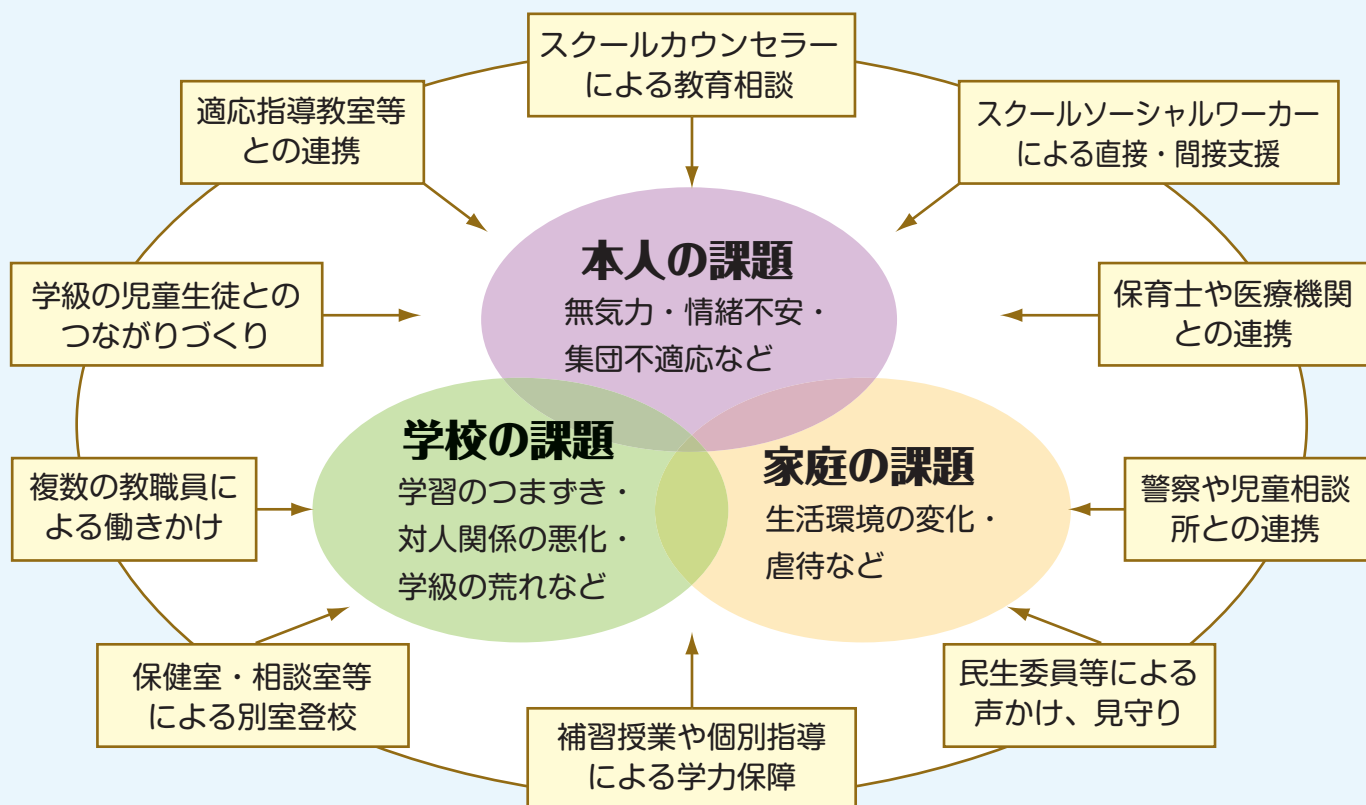 スクールカウンセラー
による教育相談
適応指導教室等
との連携
スクールソーシャルワーカー
による直接・間接支援
学級の児童生徒との
つながりづくり
本人の課題
無気力・情緒不安・
集団不適応など
保育士や医療機関
との連携
複数の教職員に
よる働きかけ
学校の課題
学習のつまずき・
対人関係の悪化・
学級の荒れなど
家庭の課題
生活環境の変化・
虐待など
警察や児童相談
所との連携
保健室・相談室等
による別室登校
補習授業や個別指導
による学力保障
民生委員等による
声かけ、見守り